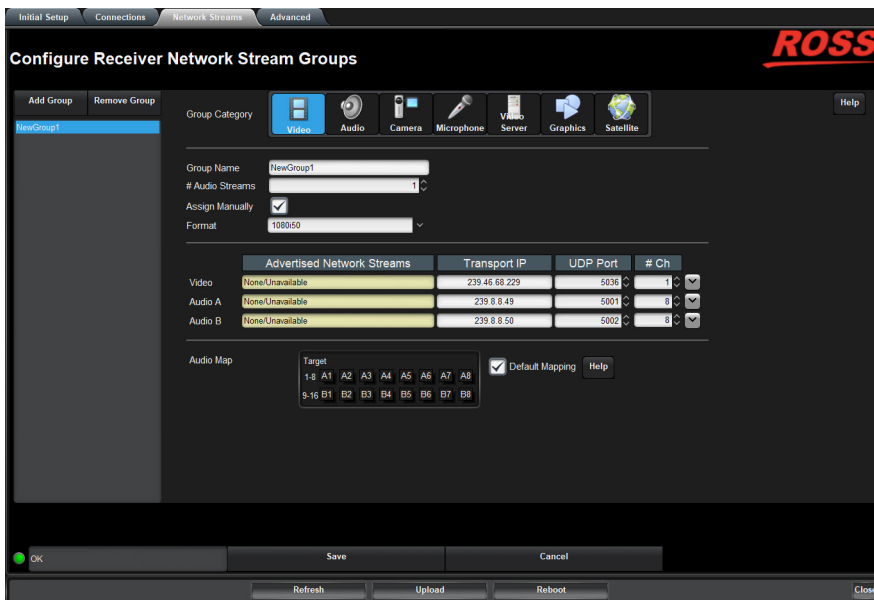 Initial Setup Connections Network Streams Advanced
ROSS
Configure Receiver Network Stream Groups
Add Group Remove Group
NewGroup1
Help
Group Category
Video Audio Camera Microphone Video Server Graphics Satellite
Group Name NewGroup1
# Audio Streams 1
Assign Manually
Format 1080i50
Advertised Network Streams Transport IP UDP Port # Ch
Video None/Unavailable 239.46.68.229 5036 1
Audio A None/Unavailable 239.8.8.49 5001 8
Audio B None/Unavailable 239.8.8.50 5002 8
Audio Map
Target
1-8 A1 A2 A3 A4 A5 A6 A7 A8
9-16 B1 B2 B3 B4 B5 B6 B7 B8
Default Mapping Help
OK Save Cancel
Refresh Upload Reboot Close